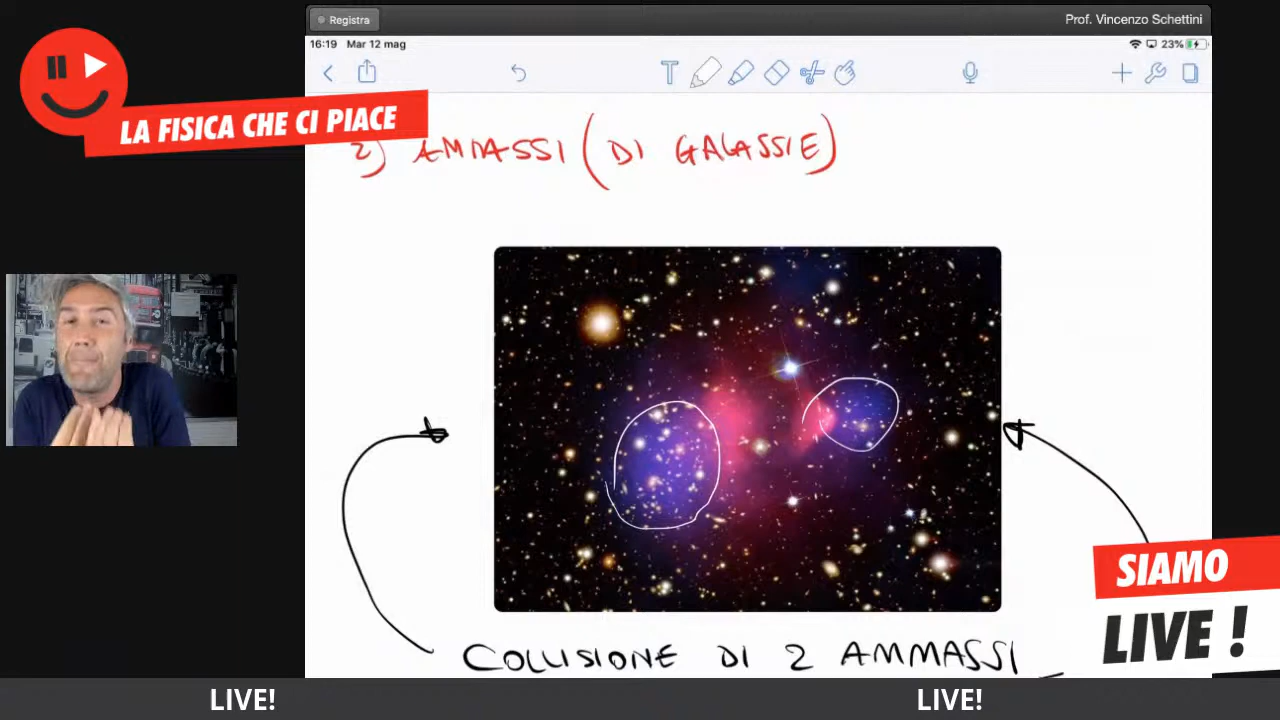 Registra
Prof. Vincenzo Schettini
16:19 Mar 12 mag
23%
LA FISICA CHE CI PIACE
2) AMMASSI (DI GALASSIE)
COLLISIONE DI 2 AMMASSI
SIAMO
LIVE !
LIVE!
LIVE!